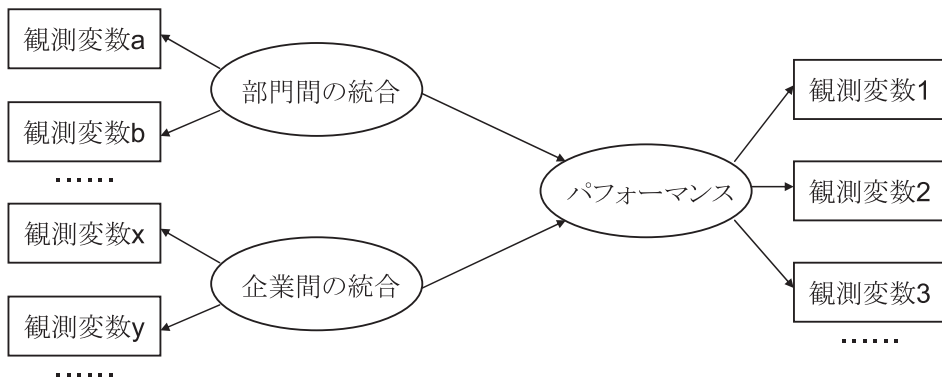 観測変数a
観測変数b
……
観測変数x
観測変数y
……
部門間の統合
企業間の統合
パフォーマンス
観測変数1
観測変数2
観測変数3
……